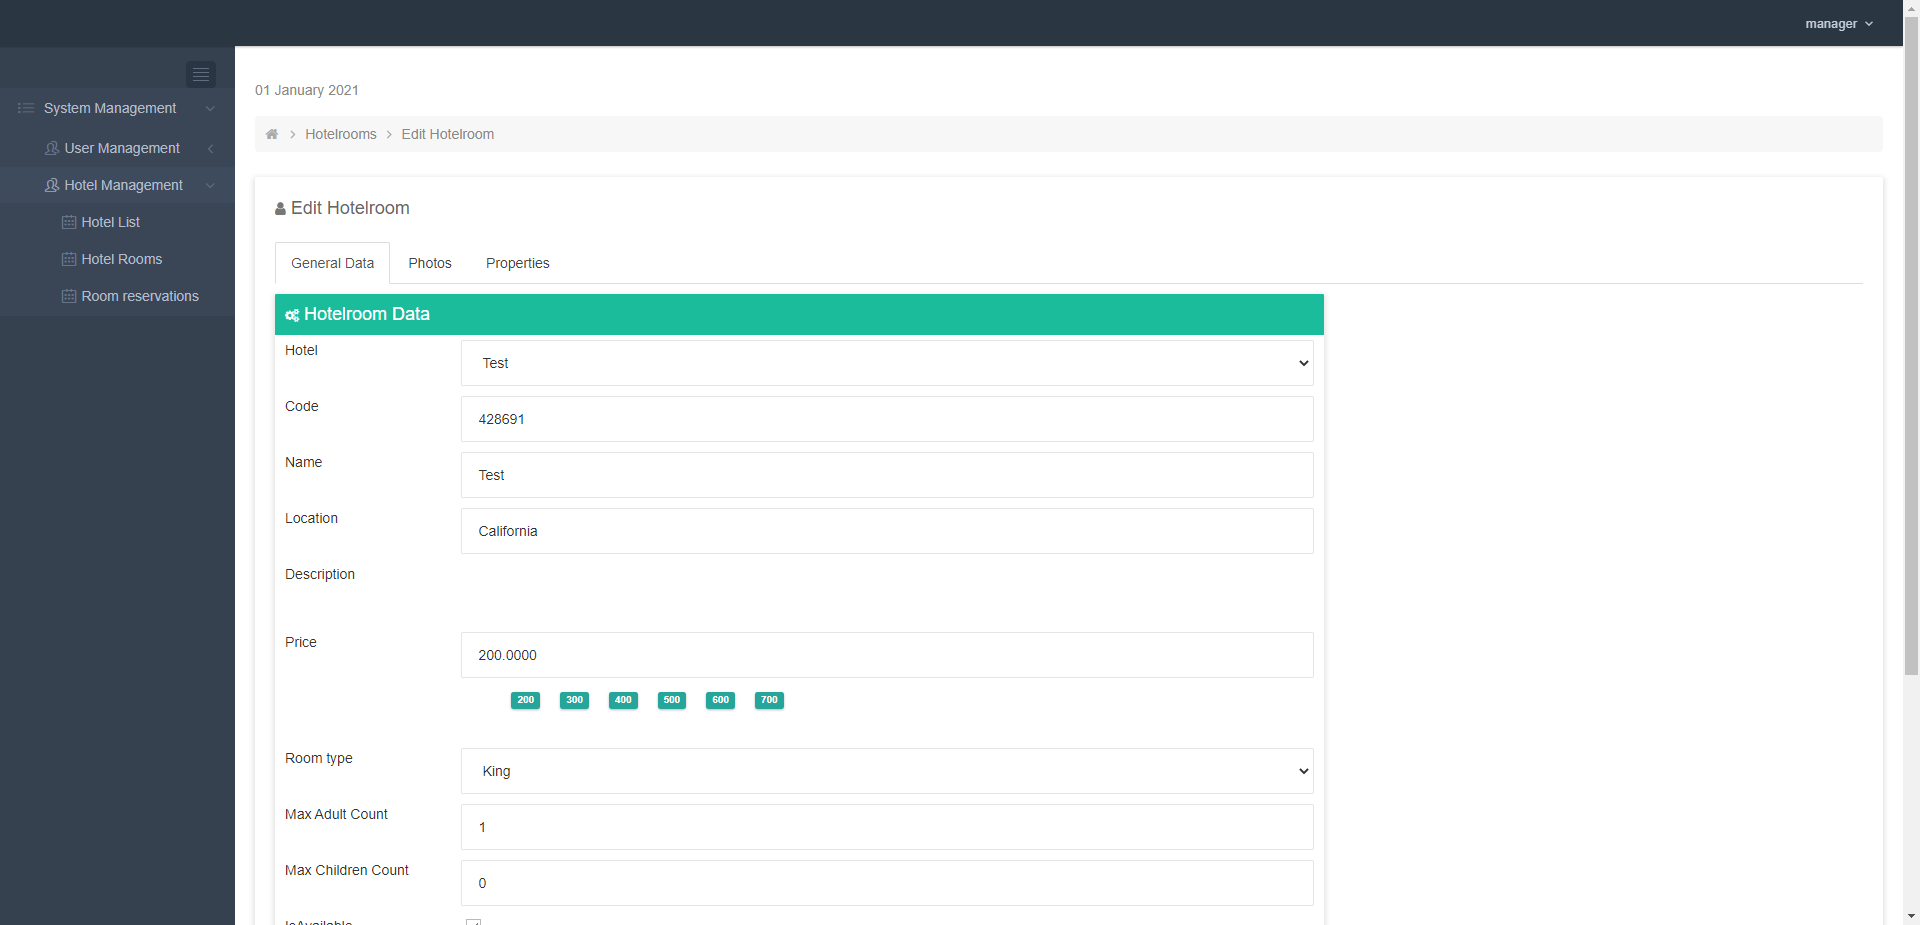 manager
System Management
User Management
Hotel Management
Hotel List
Hotel Rooms
Room reservations
01 January 2021
Hotelrooms Edit Hotelroom
Edit Hotelroom
General Data Photos Properties
Hotelroom Data
Hotel Test
Code 428691
Name Test
Location California
Description
Price 200.0000
200 300 400 500 600 700
Room type King
Max Adult Count 1
Max Children Count 0
IsAvailable